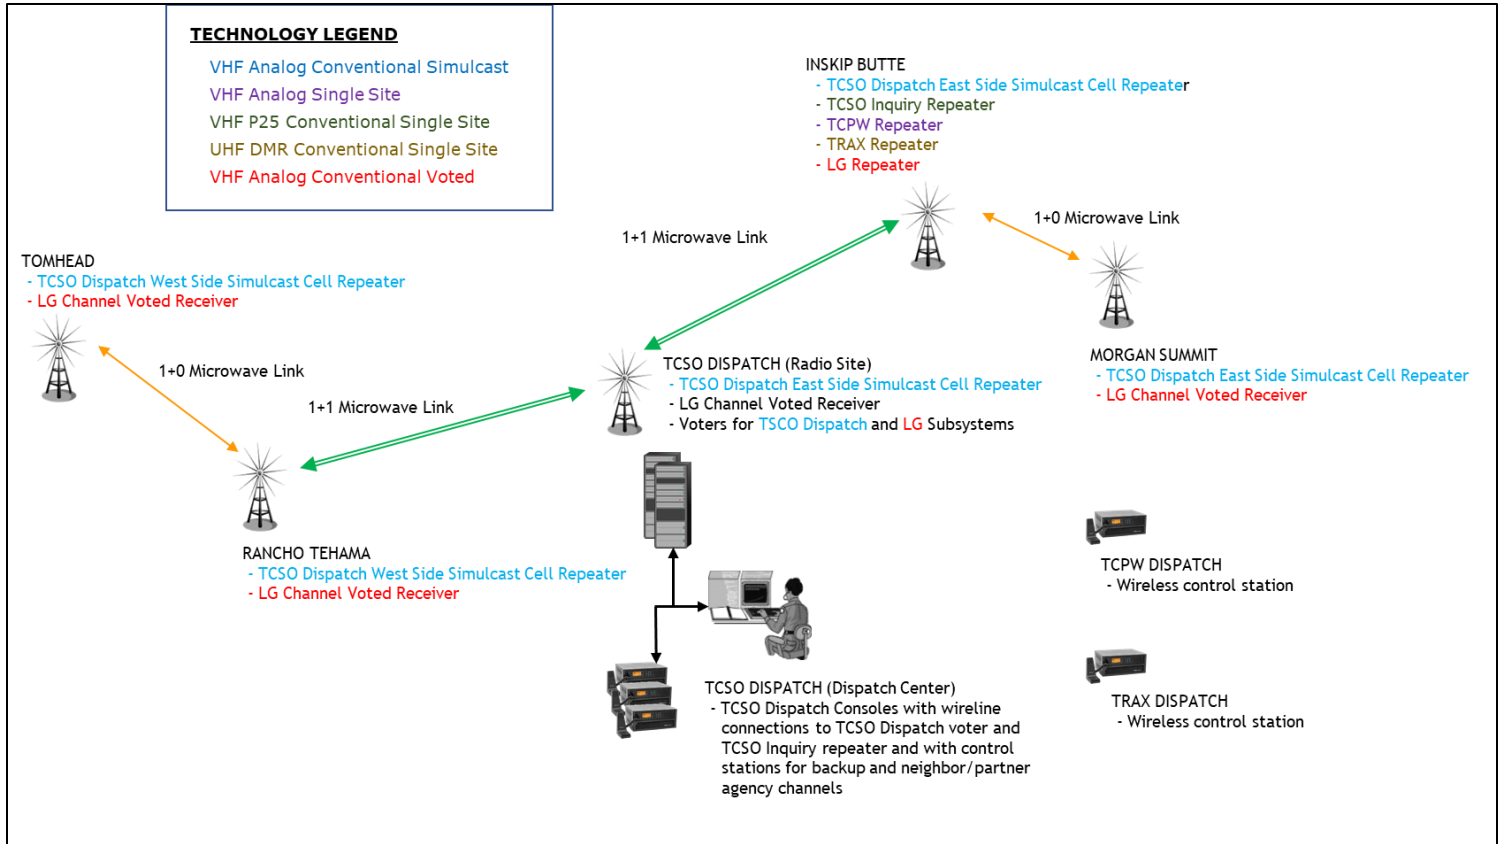 TECHNOLOGY LEGEND
VHF Analog Conventional Simulcast
VHF Analog Single Site
VHF P25 Conventional Single Site
UHF DMR Conventional Single Site
VHF Analog Conventional Voted
INSKIP BUTTE
- TCSO Dispatch East Side Simulcast Cell Repeater
- TCSO Inquiry Repeater
- TCPW Repeater
- TRAX Repeater
- LG Repeater
1+1 Microwave Link
1+0 Microwave Link
TOMHEAD
- TCSO Dispatch West Side Simulcast Cell Repeater
- LG Channel Voted Receiver
1+0 Microwave Link
1+1 Microwave Link
TCSO DISPATCH (Radio Site)
- TCSO Dispatch East Side Simulcast Cell Repeater
- LG Channel Voted Receiver
- Voters for TSCO Dispatch and LG Subsystems
MORGAN SUMMIT
- TCSO Dispatch East Side Simulcast Cell Repeater
- LG Channel Voted Receiver
RANCHO TEHAMA
- TCSO Dispatch West Side Simulcast Cell Repeater
- LG Channel Voted Receiver
TCPW DISPATCH
- Wireless control station
TRAX DISPATCH
- Wireless control station
TCSO DISPATCH (Dispatch Center)
- TCSO Dispatch Consoles with wireline
connections to TCSO Dispatch voter and
TCSO Inquiry repeater and with control
stations for backup and neighbor/partner
agency channels